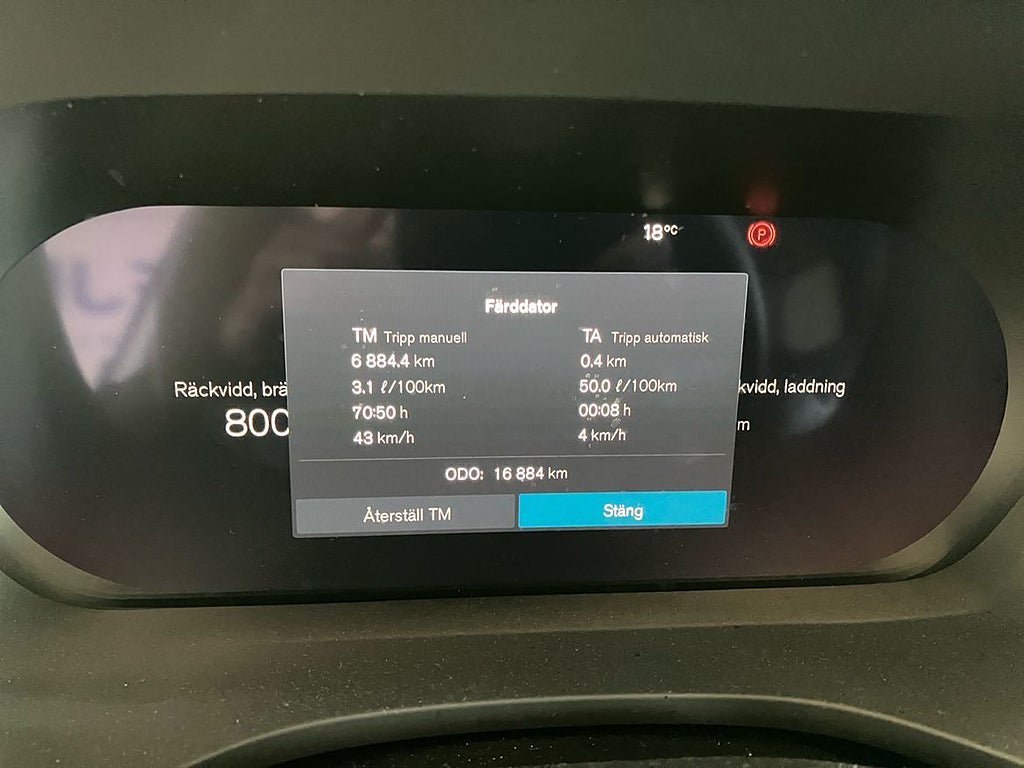 18°C
P
Färddator
TM Tripp manuell
TA Tripp automatisk
6 884.4 km
0.4 km
3.1 ℓ/100km
50.0 ℓ/100km
70:50 h
00:08 h
43 km/h
4 km/h
Räckvidd, brä
kvidd, laddning
800
m
ODO: 16 884 km
Återställ TM
Stäng